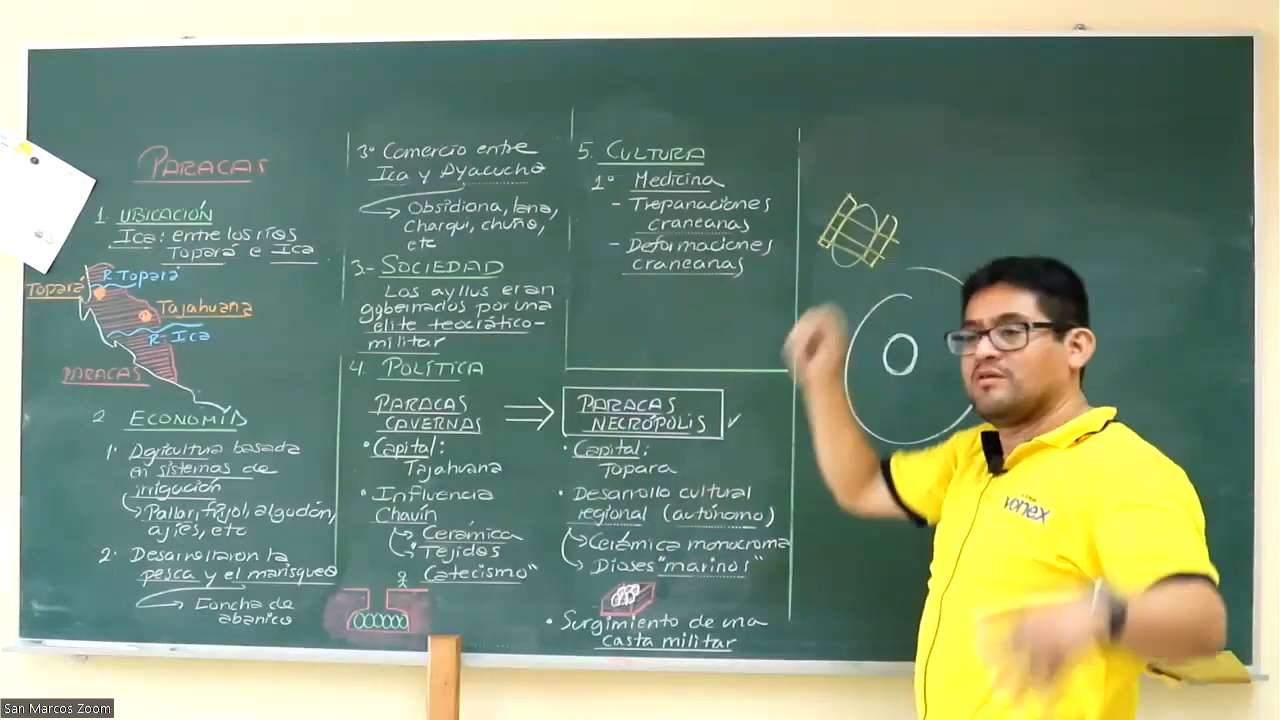 PARACAS
1. UBICACIÓN
Ica: entre los ríos
Topará e Ica
R. Topará
Topará
Tajahuana
R. Ica
PARACAS
2 ECONOMÍA
1. Agricultura basada
en sistemas de
irrigación
Pallar, frijol, algodón,
ajíes, etc
2. Desarrollaron la
pesca y el marisqueo
Concha de
abanico
3° Comercio entre
Ica y Ayacucho
Obsidiana, lana,
charqui, chuño,
etc
3.- SOCIEDAD
Los ayllus eran
gobernados por una
élite teocrático-
militar
4. POLÍTICA
PARACAS
CAVERNAS
• Capital:
Tajahuana
• Influencia
Chavín
Cerámica
"Tejidos
Catecismo"
5. CULTURA
1° Medicina
- Trepanaciones
craneanas
- Deformaciones
craneanas
PARACAS
NECRÓPOLIS
• Capital:
Topara
• Desarrollo cultural
regional (autónomo)
Cerámica monocroma
Dioses "marinos"
• Surgimiento de una
casta militar
vonex
San Marcos Zoom